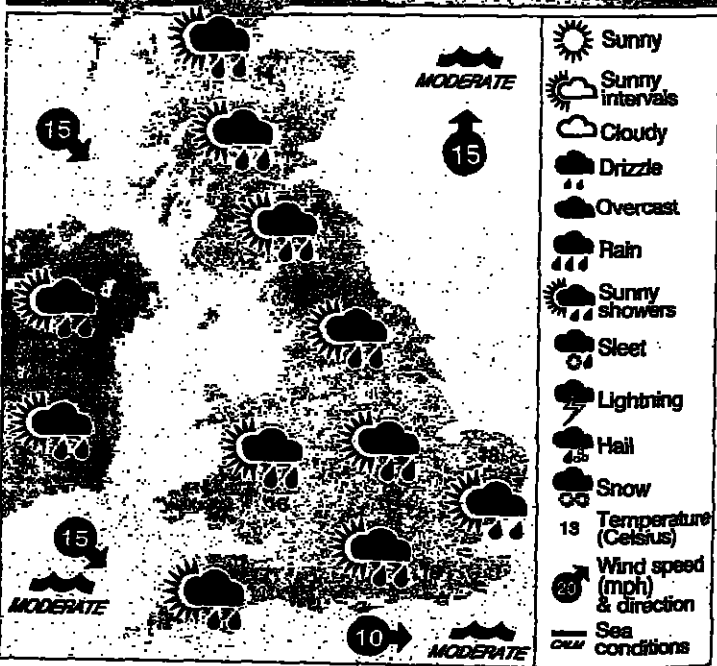 MODERATE
15
15
15
MODERATE
10
MODERATE
Sunny
Sunny
intervals
Cloudy
Drizzle
Overcast
Rain
Sunny
showers
Sleet
Lightning
Hail
Snow
13 Temperature
(Celsius)
20 Wind speed
(mph)
& direction
CALM Sea
conditions